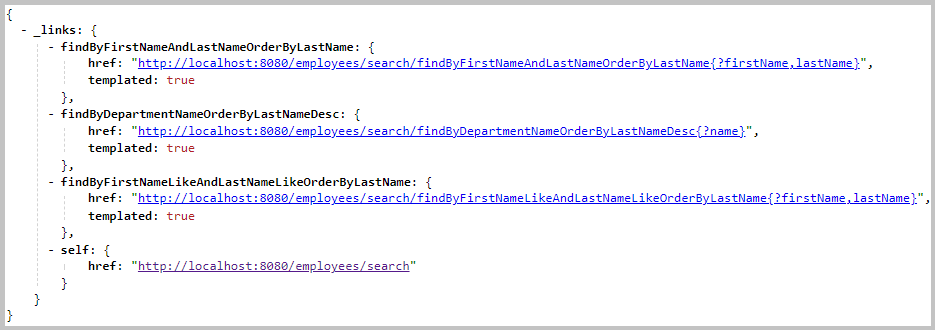 {
- _links: {
- findByFirstNameAndLastNameOrderByLastName: {
href: "http://localhost:8080/employees/search/findByFirstNameAndLastNameOrderByLastName{?firstName,lastName}",
templated: true
},
- findByDepartmentNameOrderByLastNameDesc: {
href: "http://localhost:8080/employees/search/findByDepartmentNameOrderByLastNameDesc{?name}",
templated: true
},
- findByFirstNameLikeAndLastNameLikeOrderByLastName: {
href: "http://localhost:8080/employees/search/findByFirstNameLikeAndLastNameLikeOrderByLastName{?firstName,lastName}",
templated: true
},
- self: {
href: "http://localhost:8080/employees/search"
}
}
}